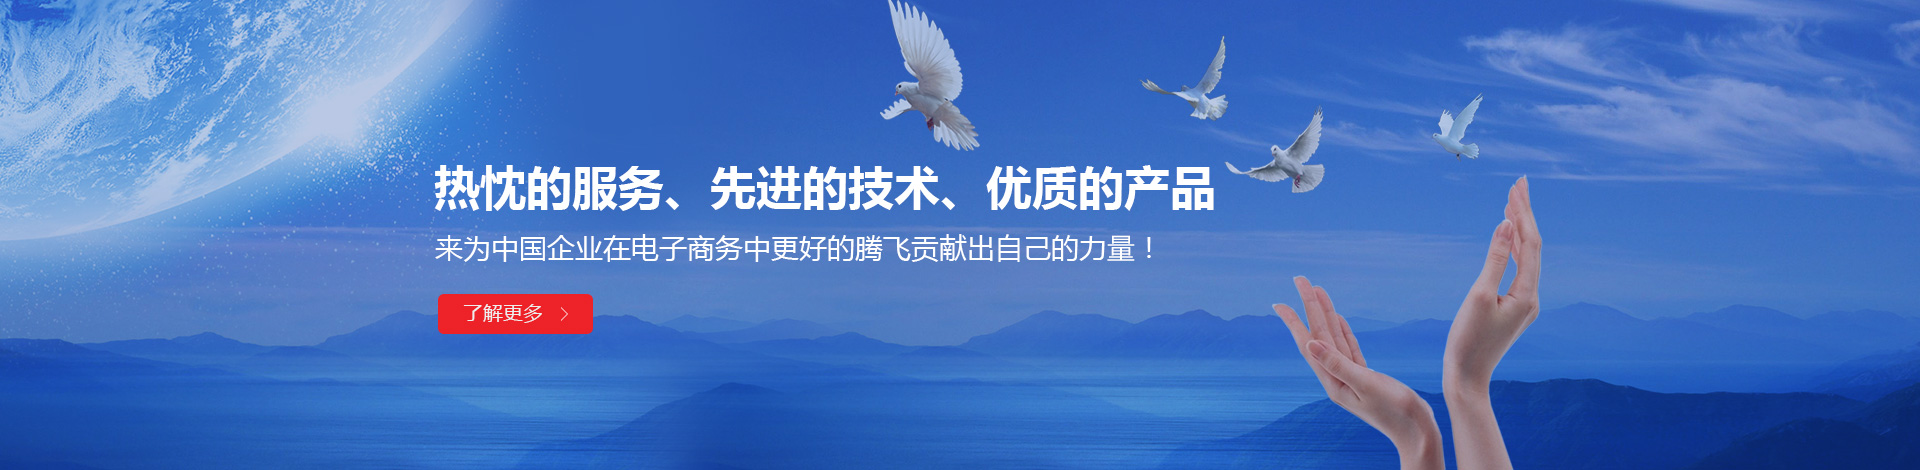 热忱的服务、先进的技术、优质的产品
来为中国企业在电子商务中更好的腾飞贡献出自己的力量！
了解更多 >